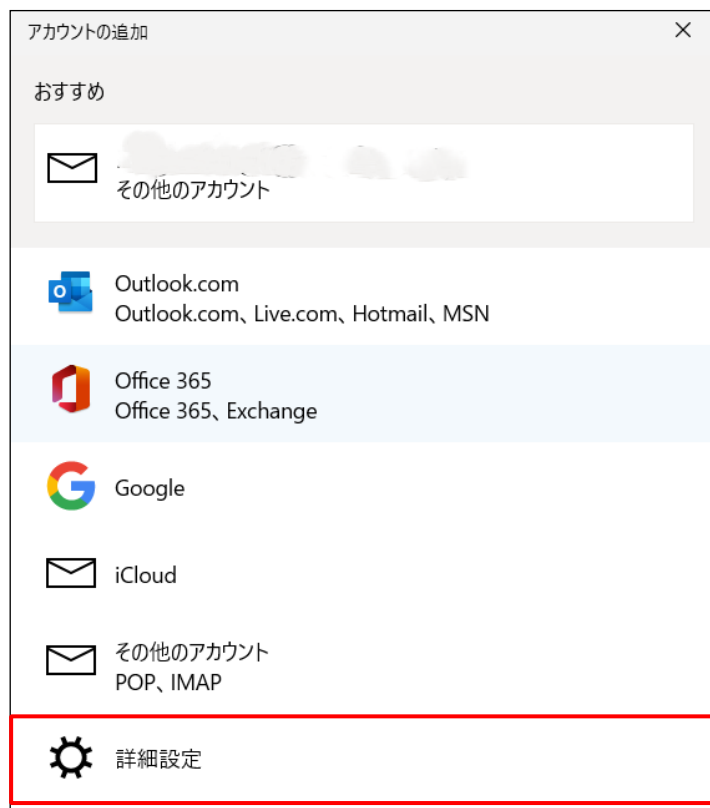 アカウントの追加
おすすめ
その他のアカウント
Outlook.com
Outlook.com、Live.com、Hotmail、MSN
Office 365
Office 365、Exchange
Google
iCloud
その他のアカウント
POP、IMAP
詳細設定